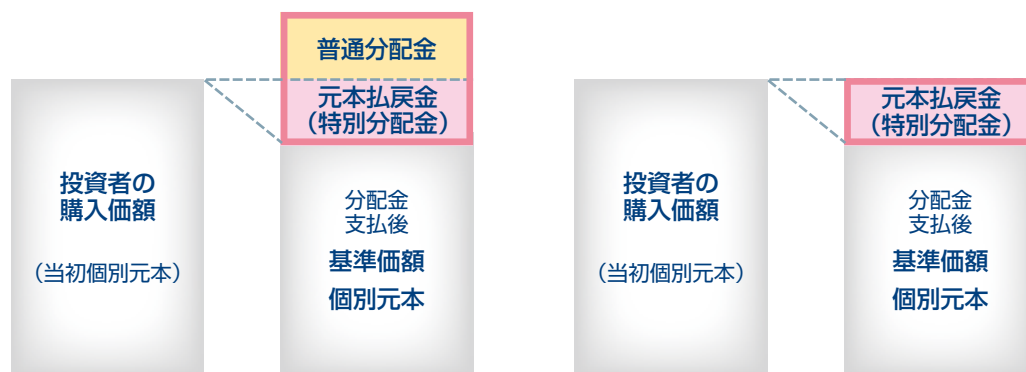 普通分配金
元本払戻金
（特別分配金）
投資者の
購入価額
（当初個別元本）
分配金
支払後
基準価額
個別元本
元本払戻金
（特別分配金）
投資者の
購入価額
（当初個別元本）
分配金
支払後
基準価額
個別元本